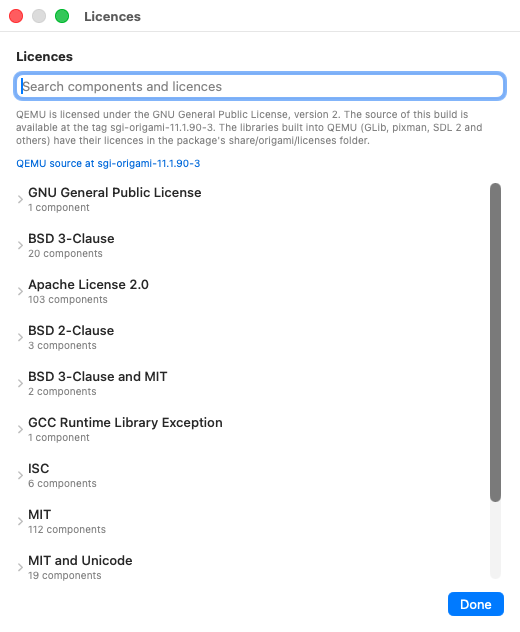 Licences
Licences
Search components and licences
QEMU is licensed under the GNU General Public License, version 2. The source of this build is
available at the tag sgi-origami-11.1.90-3. The libraries built into QEMU (GLib, pixman, SDL 2 and
others) have their licences in the package's share/origami/licenses folder.
QEMU source at sgi-origami-11.1.90-3
GNU General Public License
1 component
BSD 3-Clause
20 components
Apache License 2.0
103 components
BSD 2-Clause
3 components
BSD 3-Clause and MIT
2 components
GCC Runtime Library Exception
1 component
ISC
6 components
MIT
112 components
MIT and Unicode
19 components
Done